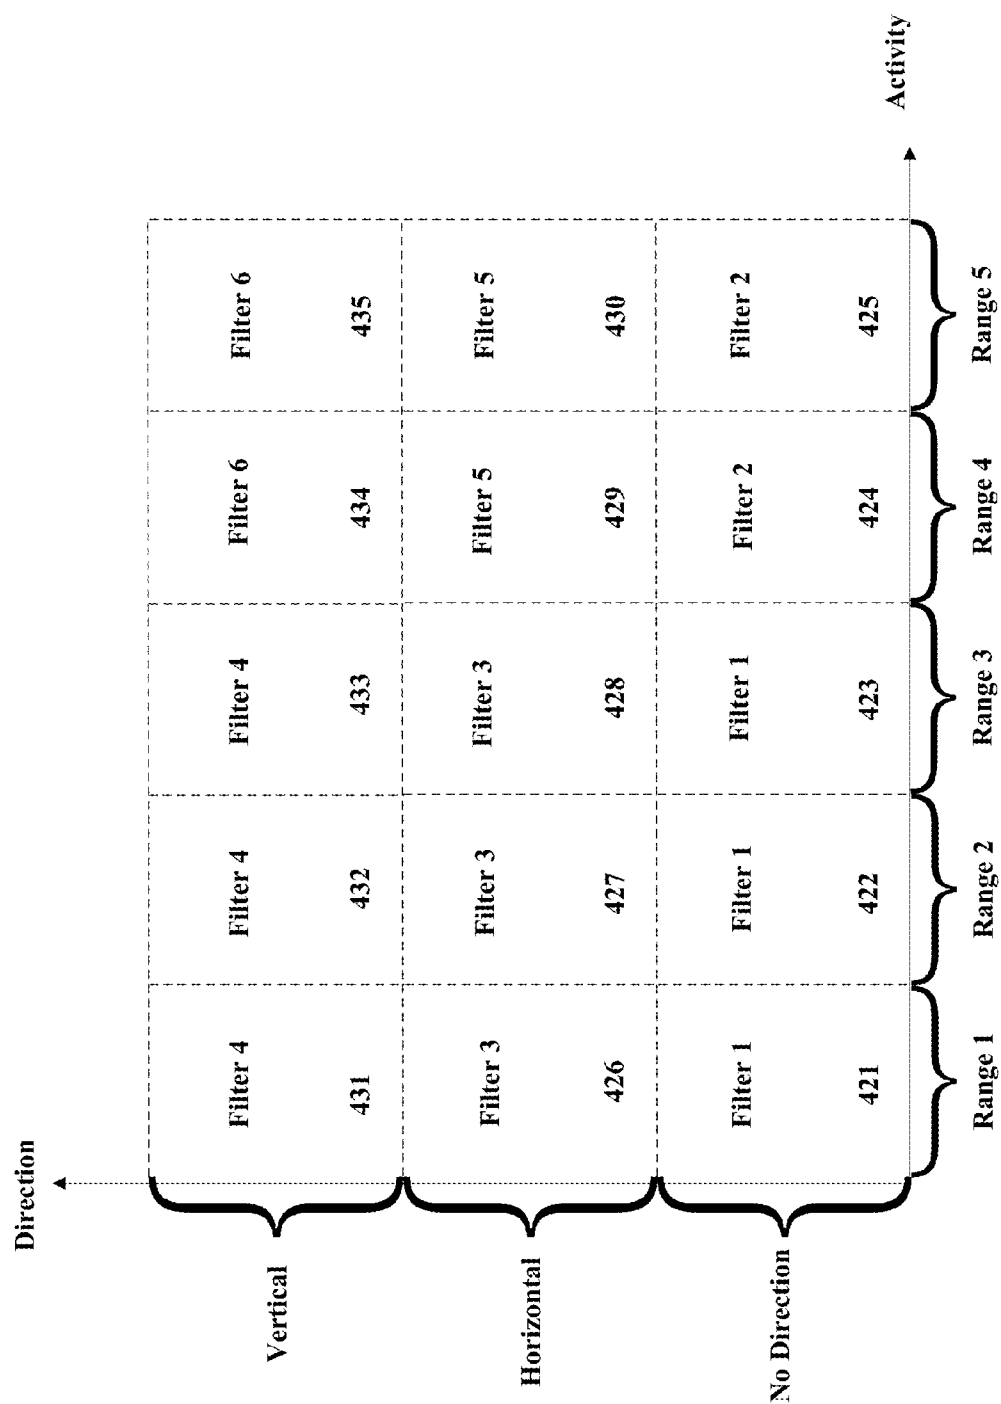 Direction
Vertical
Filter 4
431
Filter 4
432
Filter 4
433
Filter 6
434
Filter 6
435
Horizontal
Filter 3
426
Filter 3
427
Filter 3
428
Filter 5
429
Filter 5
430
No Direction
Filter 1
421
Filter 1
422
Filter 1
423
Filter 2
424
Filter 2
425
Activity
Range 1
Range 2
Range 3
Range 4
Range 5